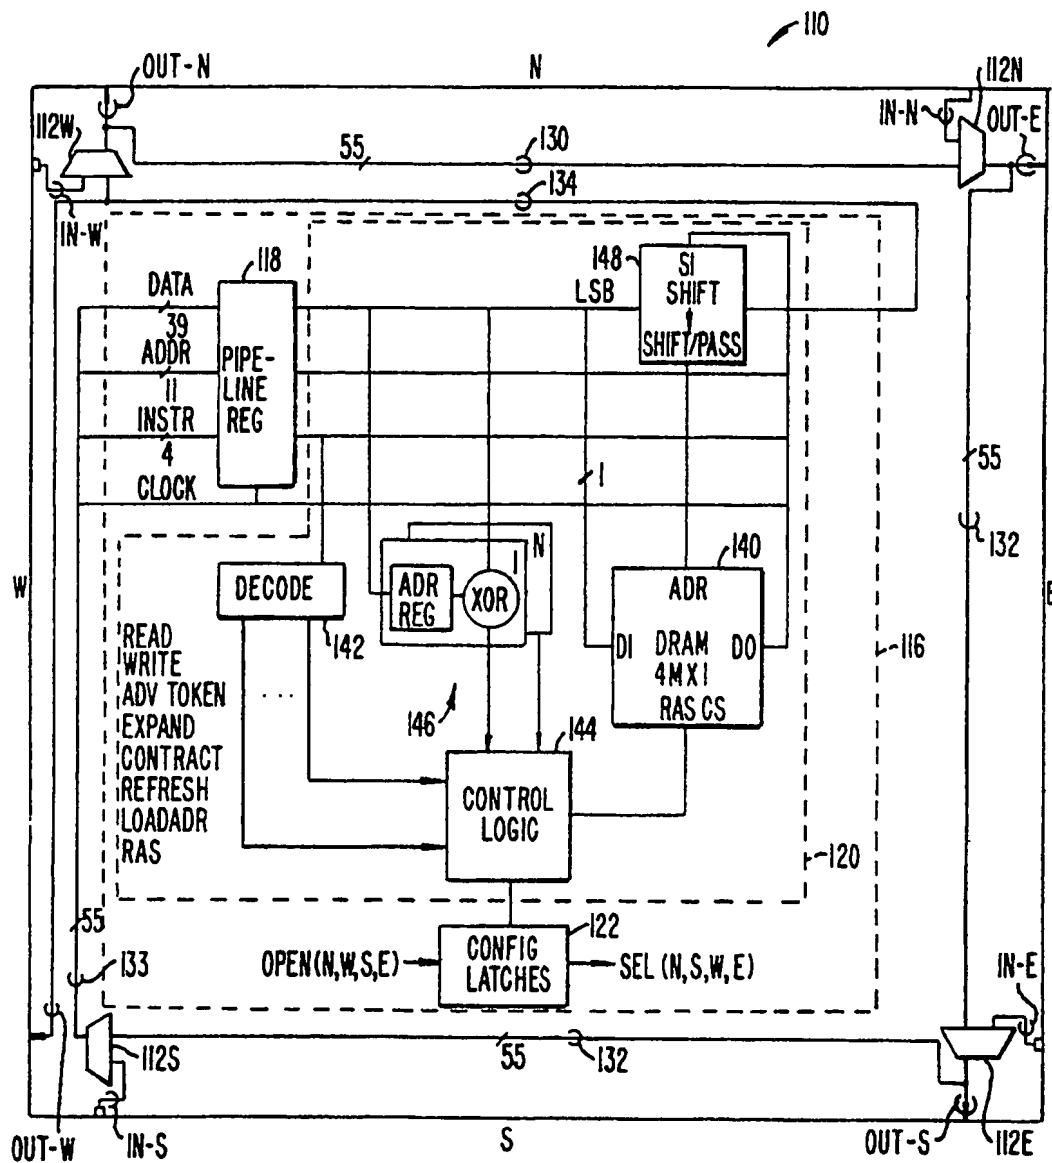 110
OUT-N
N
112N
IN-N
OUT-E
112W
55
130
134
IN-W
118
148
SI
SHIFT
SHIFT/PASS
LSB
DATA
39
ADDR
11
INSTR
4
CLOCK
PIPE-
LINE
REG
55
132
1
N
1
140
W
DECODE
142
ADR
REG
XOR
ADR
DI
DRAM
DO
4MX1
RAS CS
116
READ
WRITE
ADV TOKEN
EXPAND
CONTRACT
REFRESH
LOADADR
RAS
...
146
144
CONTROL
LOGIC
120
55
133
122
OPEN(N,W,S,E)
CONFIG
LATCHES
SEL (N,S,W,E)
IN-E
112S
55
132
OUT-W
IN-S
S
OUT-S
112E